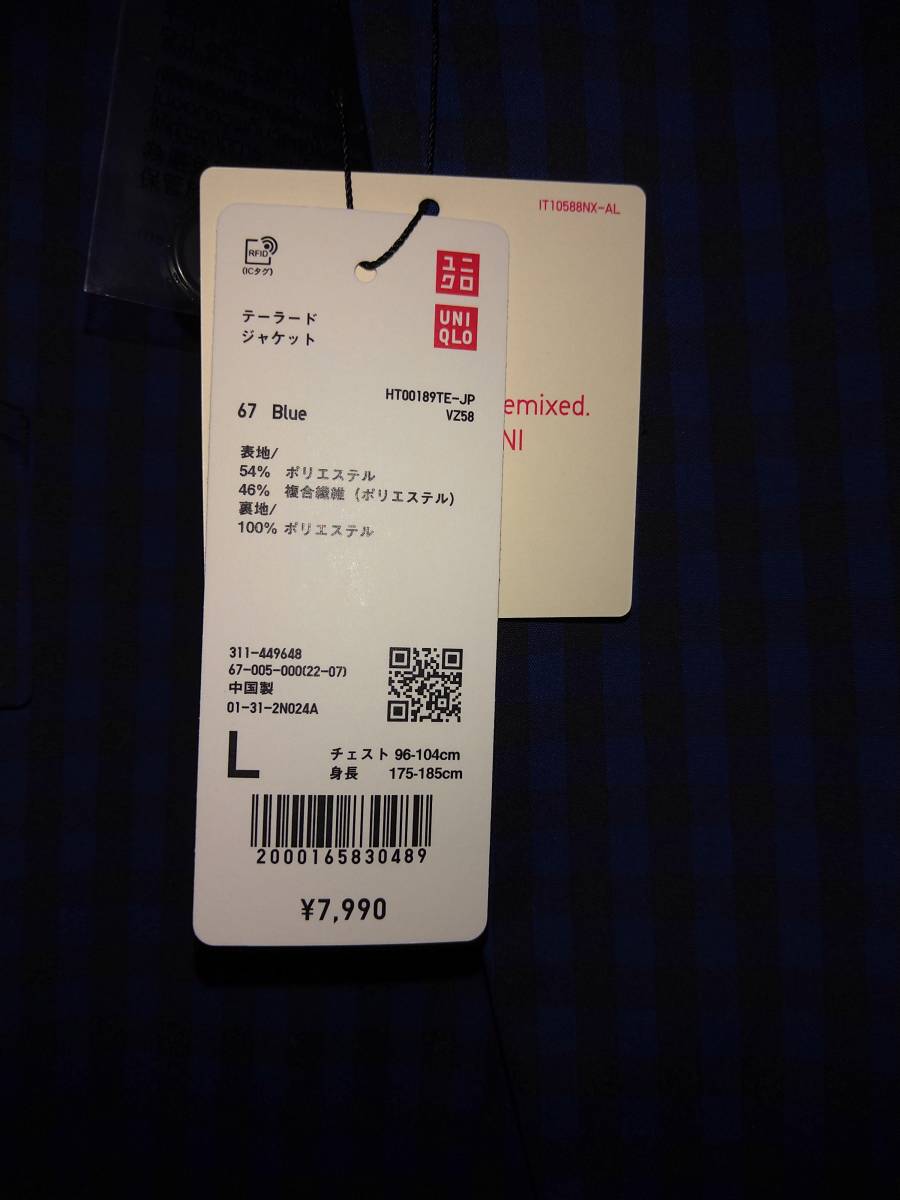 IT10588NX-AL
RFID
(ICタグ)
ユニ
クロ
UNI
QLO
テーラード
ジャケット
HT00189TE-JP
67 Blue
VZ58
emixed.
NI
表地/
54% ポリエステル
46% 複合繊維 (ポリエステル)
裏地/
100% ポリエステル
311-449648
67-005-000(22-07)
中国製
01-31-2N024A
L
チェスト 96-104cm
身長 175-185cm
2000165830489
¥7,990